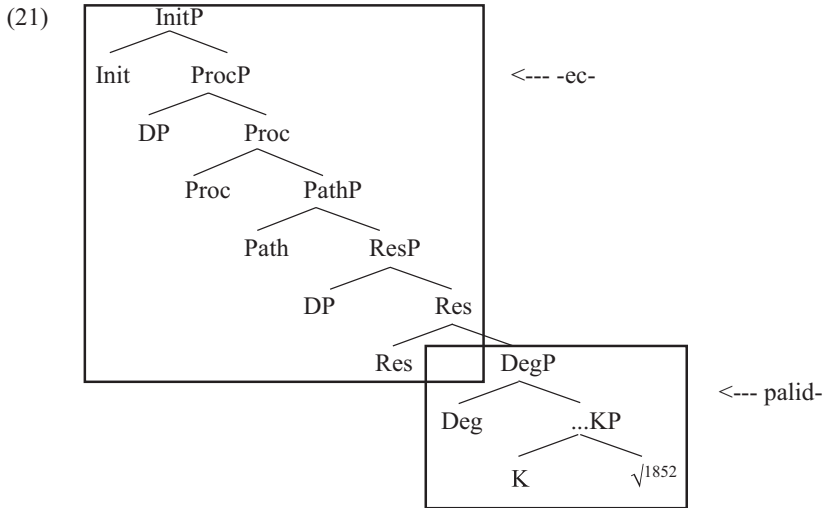 (21) InitP
Init ProcP <--- -ec-
DP Proc
Proc PathP
Path ResP
DP Res
Res DegP
<--- palid-
Deg ...KP
K √1852